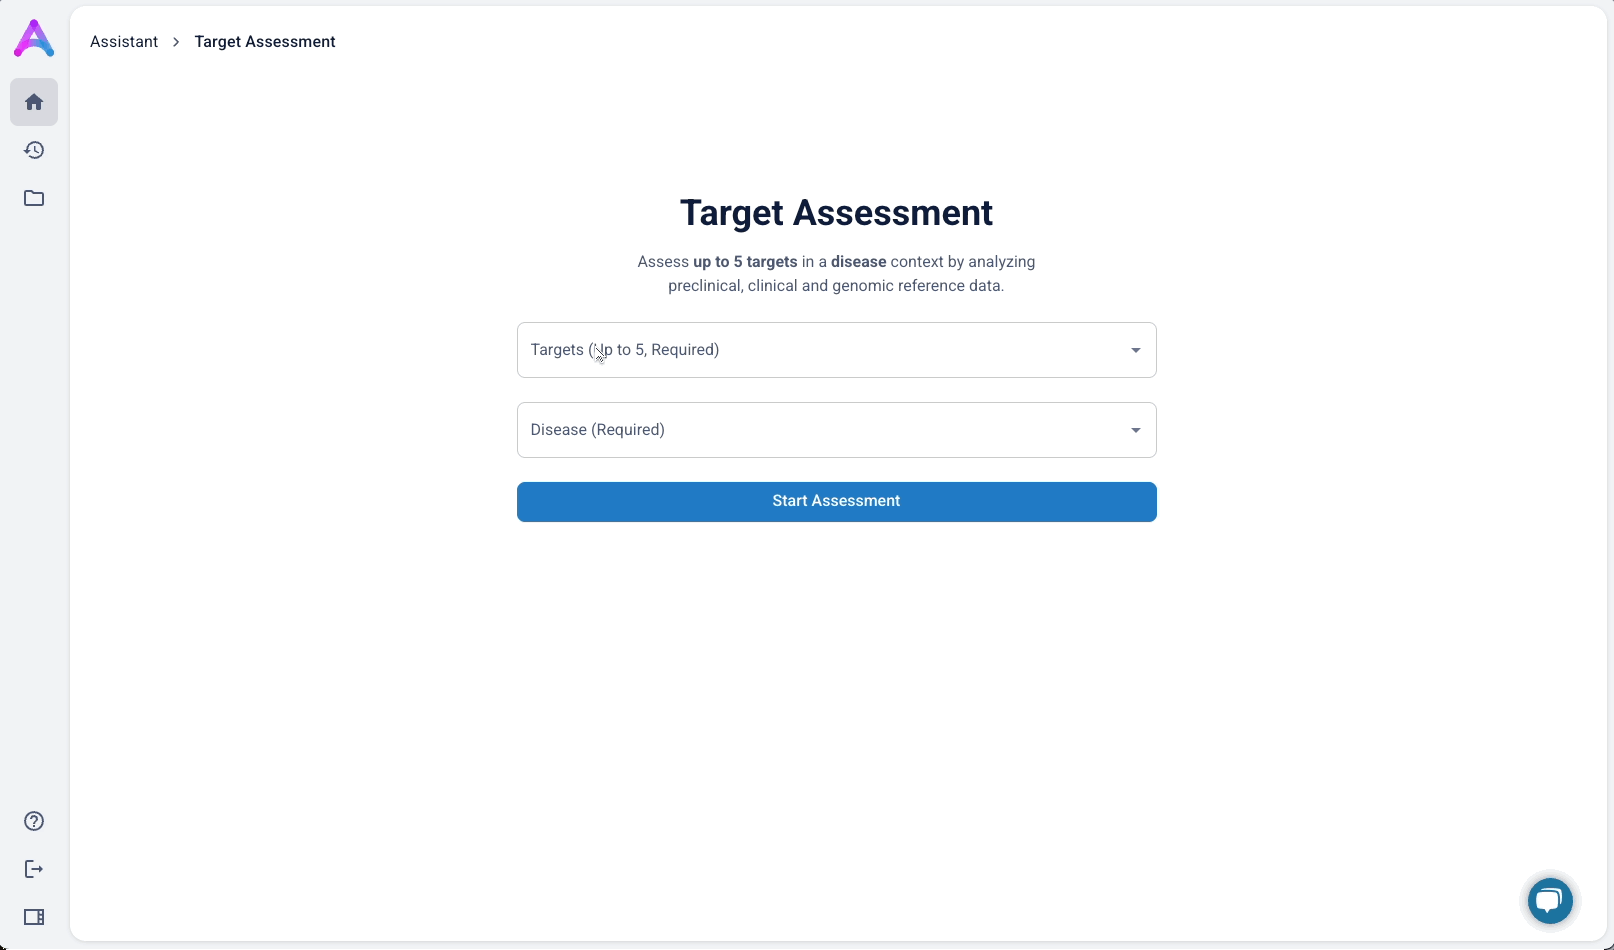 Assistant > Target Assessment
Target Assessment
Assess up to 5 targets in a disease context by analyzing
preclinical, clinical and genomic reference data.
Targets (Up to 5, Required)
Disease (Required)
Start Assessment